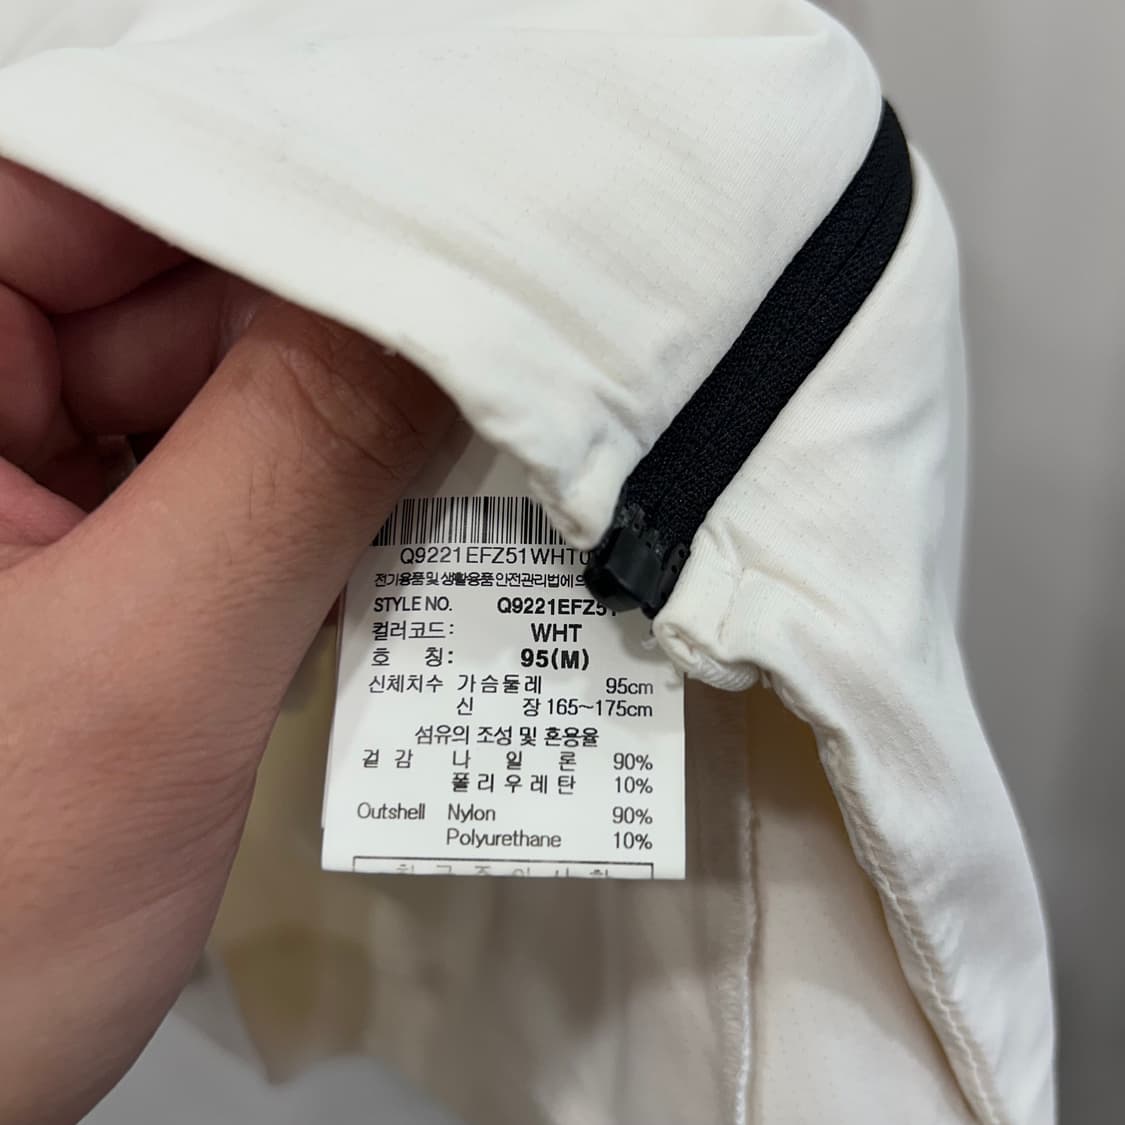 Q9221EFZ51WHT0
전기용품 및 생활용품 안전관리법에 의
STYLE NO. Q9221EFZ51
컬러코드: WHT
호 칭: 95(M)
신체치수 가슴둘레 95cm
신 장 165~175cm
섬유의 조성 및 혼용율
겉 감 나 일 론 90%
폴 리 우 레 탄 10%
Outshell Nylon 90%
Polyurethane 10%